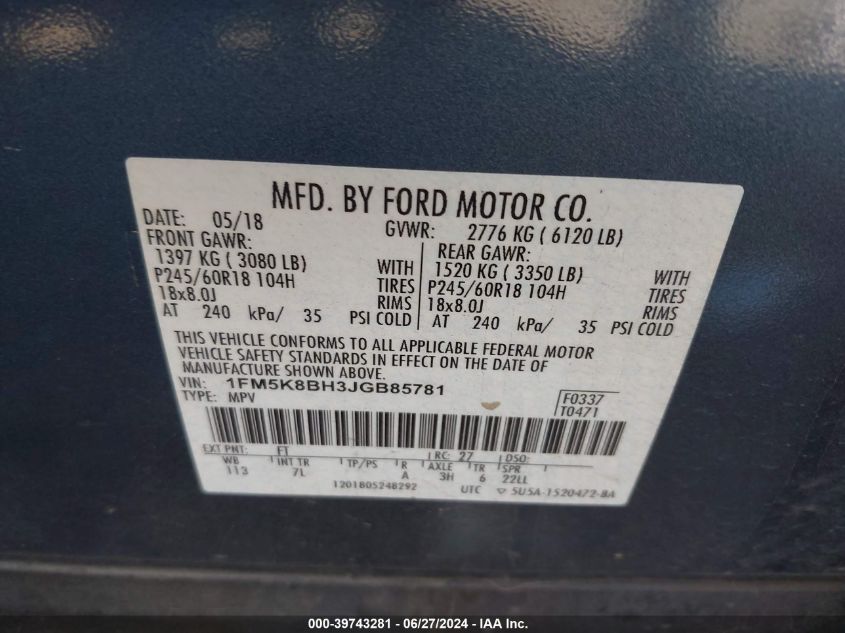 MFD. BY FORD MOTOR CO.
DATE: 05/18 GVWR: 2776 KG ( 6120 LB)
FRONT GAWR: REAR GAWR:
1397 KG ( 3080 LB) WITH 1520 KG ( 3350 LB) WITH
P245/60R18 104H TIRES P245/60R18 104H TIRES
18x8.0J RIMS 18x8.0J RIMS
AT 240 kPa/ 35 PSI COLD AT 240 kPa/ 35 PSI COLD
THIS VEHICLE CONFORMS TO ALL APPLICABLE FEDERAL MOTOR
VEHICLE SAFETY STANDARDS IN EFFECT ON THE DATE OF
MANUFACTURE SHOWN ABOVE.
VIN: 1FM5K8BH3JGB85781
TYPE: MPV
F0337
T0471
EXT PNT: FT RC: 27 DSO:
WB INT TR TP/PS R AXLE TR SPR
113 7L A 3H 6 22LL
1201805248292 UTC ▽ 5U5A-1520472-BA
000-39743281 - 06/27/2024 - IAA Inc.